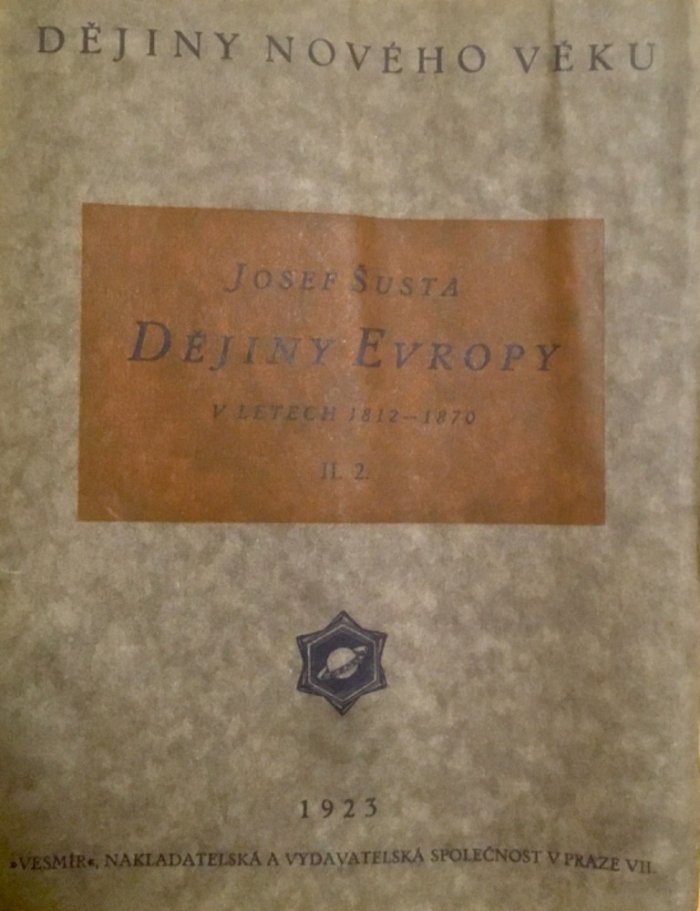 DĚJINY NOVÉHO VĚKU
JOSEF ŠUSTA
DĚJINY EVROPY
V LETECH 1812—1870
II. 2.
1923
»VESMÍR«, NAKLADATELSKÁ A VYDAVATELSKÁ SPOLEČNOST V PRAZE VII.